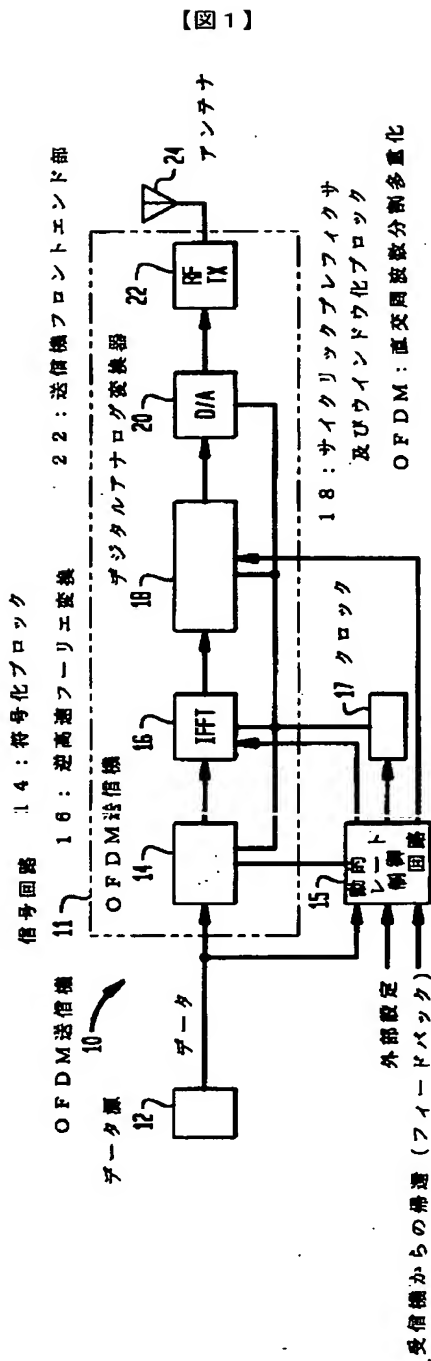 【図1】
信号回路
14:符号化ブロック
22:送信機フロントエンド部
16:逆高速フーリエ変換
OFDM送信機
10
11
OFDM送信機
デジタルアナログ変換器
アンテナ
24
データ源
12
データ
14
16
IFFT
18
20
D/A
22
RF
TX
外部設定
受信機からの帰還(フィードバック)
15
動的
レート
制御
回路
17
クロック
18:サイクリックプレフィクサ
及びウインドウ化ブロック
OFDM:直交周波数分割多重化